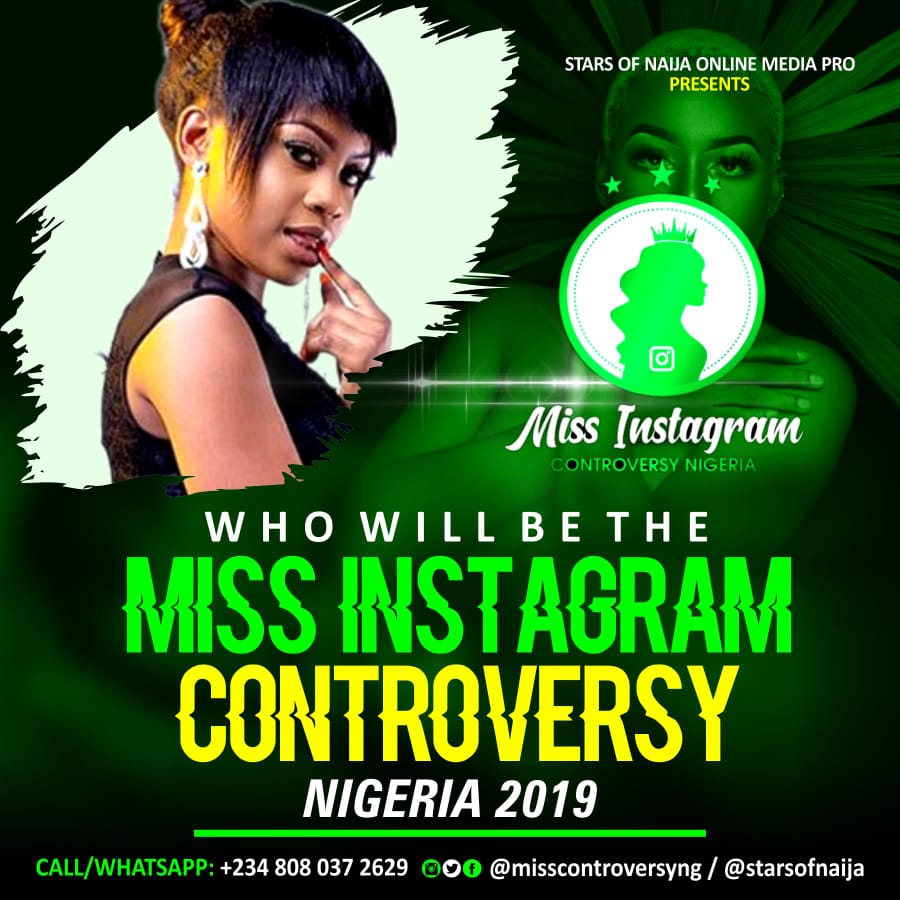 STARS OF NAIJA ONLINE MEDIA PRO
PRESENTS
Miss Instagram
CONTROVERSY NIGERIA
WHO WILL BE THE
MISS INSTAGRAM
CONTROVERSY
NIGERIA 2019
CALL/WHATSAPP: +234 808 037 2629 @misscontroversyng / @starsofnaija